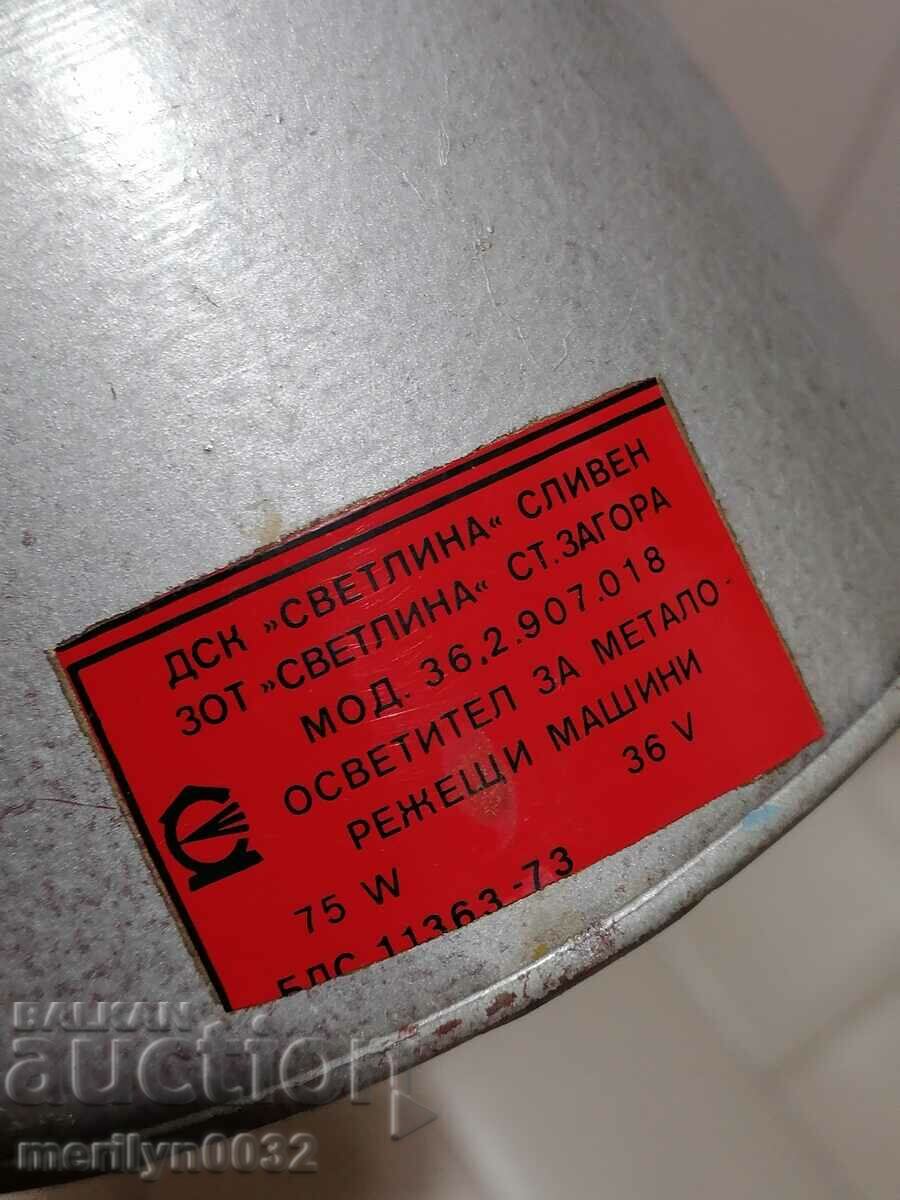 ДСК »СВЕТЛИНА« СЛИВЕН
ЗОТ »СВЕТЛИНА« СТ.ЗАГОРА
МОД. 36,2.907.018
ОСВЕТИТЕЛ ЗА МЕТАЛО-
РЕЖЕЩИ МАШИНИ
75 W 36 V
БДС 11363-73
BALKAN
auction
merilyn0032